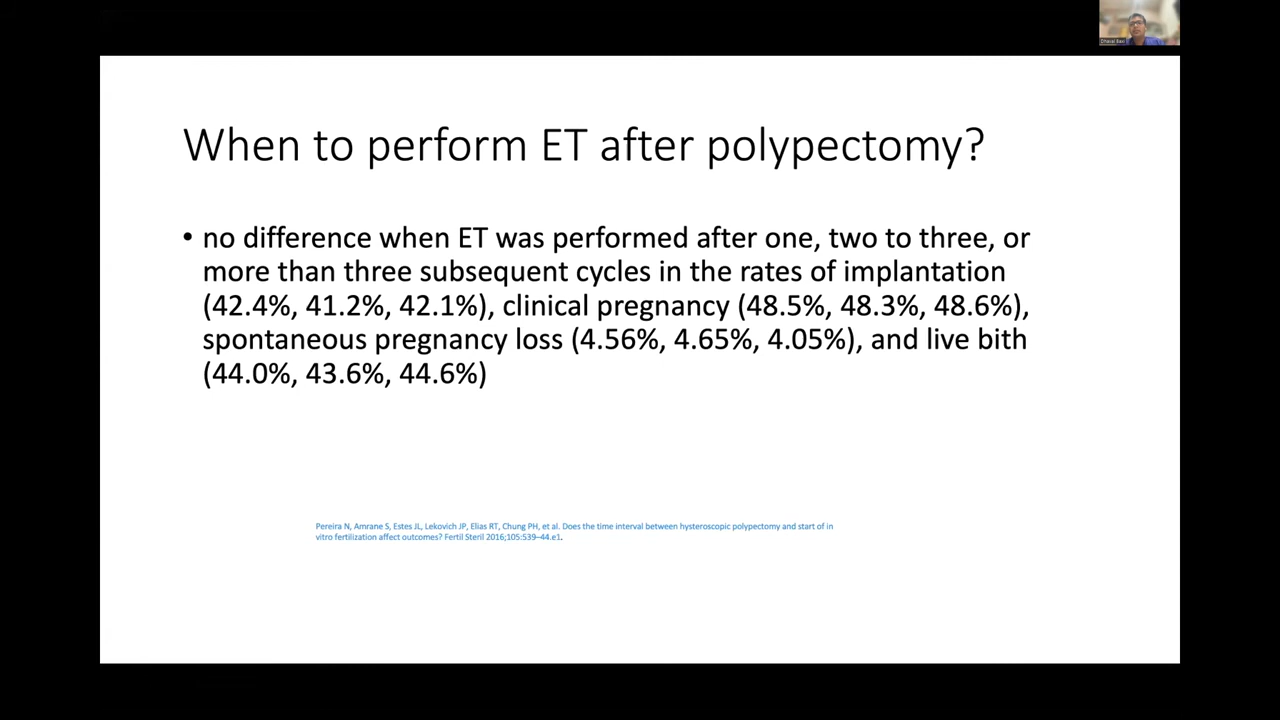 When to perform ET after polypectomy?
• no difference when ET was performed after one, two to three, or
more than three subsequent cycles in the rates of implantation
(42.4%, 41.2%, 42.1%), clinical pregnancy (48.5%, 48.3%, 48.6%),
spontaneous pregnancy loss (4.56%, 4.65%, 4.05%), and live bith
(44.0%, 43.6%, 44.6%)
Pereira N, Amrane S, Estes JL, Lekovich JP, Elias RT, Chung PH, et al. Does the time interval between hysteroscopic polypectomy and start of in
vitro fertilization affect outcomes? Fertil Steril 2016;105:539–44.e1.